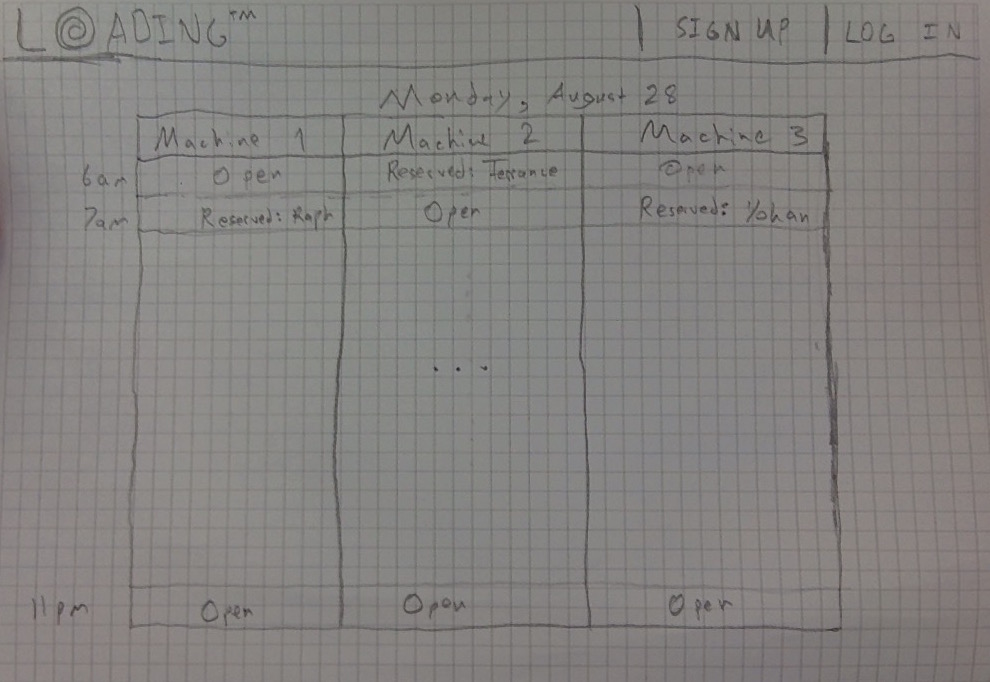 L@ADING™ | SIGN UP | LOG IN
Monday, August 28
Machine 1 Machine 2 Machine 3
6am Open Reserved: Terrance Open
7am Reserved: Raph Open Reserved: Yohan
...
11pm Open Open Open